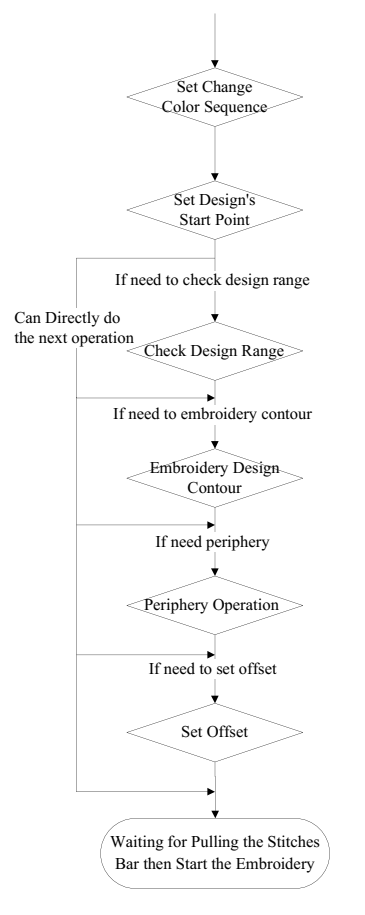 Set Change
Color Sequence
Set Design's
Start Point
If need to check design range
Can Directly do
the next operation
Check Design Range
If need to embroidery contour
Embroidery Design
Contour
If need periphery
Periphery Operation
If need to set offset
Set Offset
Waiting for Pulling the Stitches
Bar then Start the Embroidery